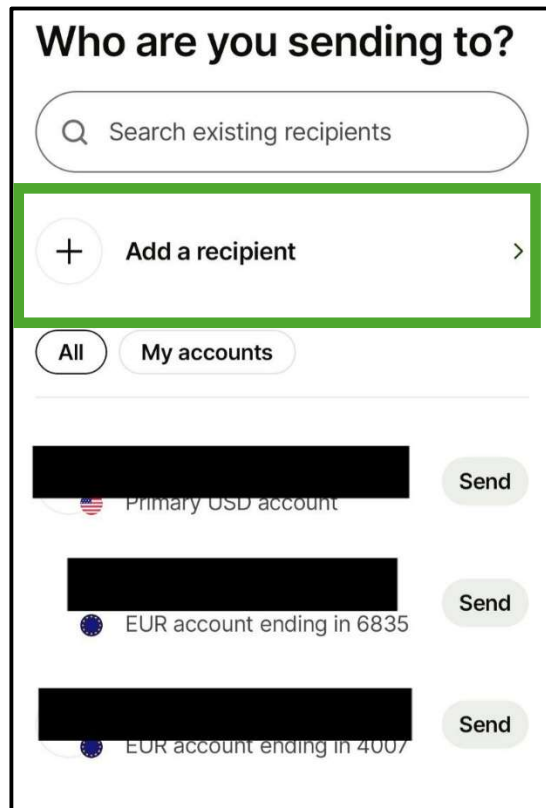 Who are you sending to?
Search existing recipients
Add a recipient
All My accounts
Send
Primary USD account
Send
EUR account ending in 6835
Send
EUR account ending in 4007